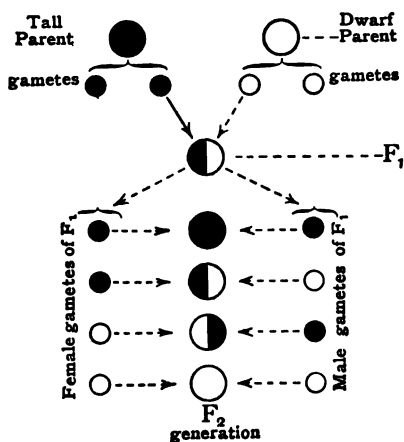 Tall
Parent
Dwarf
Parent
gametes
gametes
F₁
Female gametes of F₁
Male gametes of F₁
F₂
generation